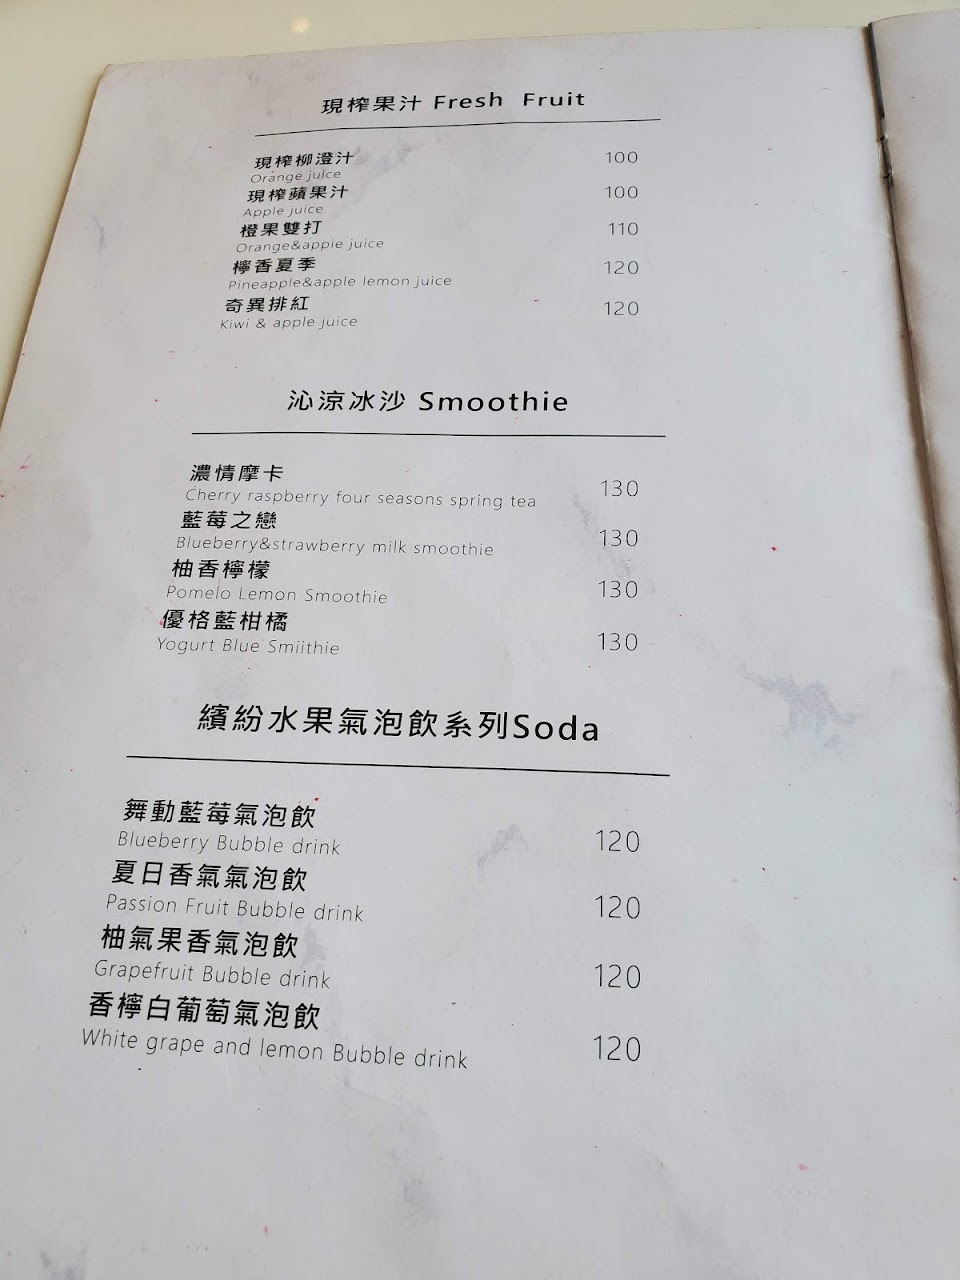 現榨果汁 Fresh Fruit
現榨柳澄汁 100
Orange juice
現榨蘋果汁 100
Apple juice
橙果雙打 110
Orange&appie juice
檸香夏季 120
Pineapple&apple lemon juice
奇異排紅 120
Kiwi & apple juice
沁涼冰沙 Smoothie
濃情摩卡 130
Cherry raspberry four seasons spring tea
藍莓之戀 130
Blueberry&strawberry milk smoothie
柚香檸檬 130
Pomelo Lemon Smoothie
優格藍柑橘 130
Yogurt Blue Smiithie
繽紛水果氣泡飲系列Soda
舞動藍莓氣泡飲 120
Blueberry Bubble drink
夏日香氣氣泡飲 120
Passion Fruit Bubble drink
柚氣果香氣泡飲 120
Grapefruit Bubble drink
香檸白葡萄氣泡飲 120
White grape and lemon Bubble drink